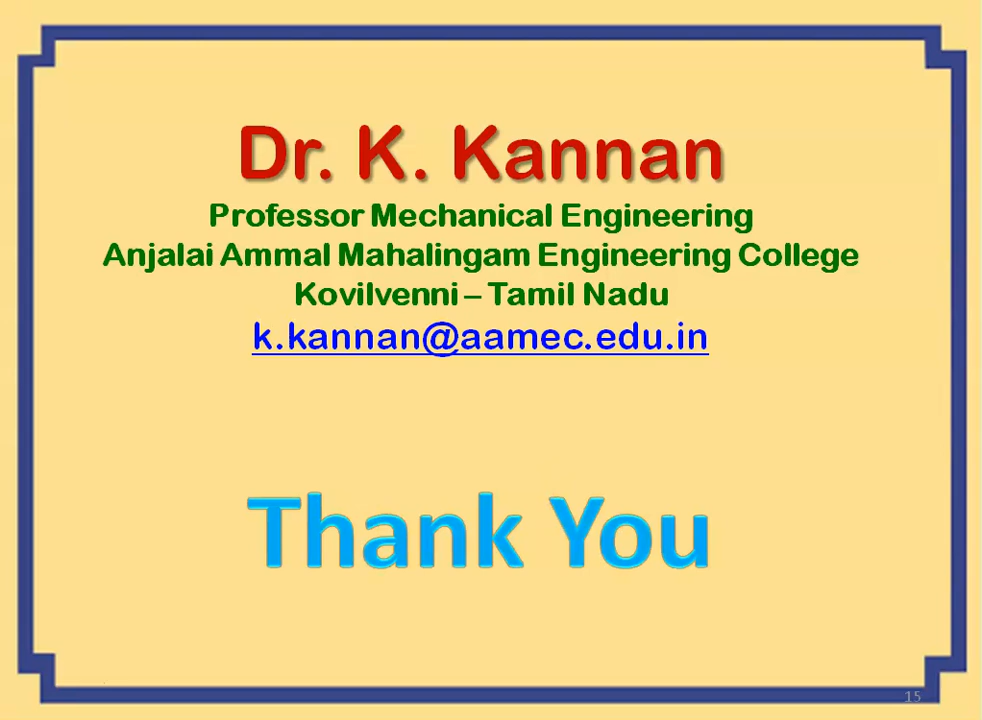 Dr. K. Kannan
Professor Mechanical Engineering
Anjalai Ammal Mahalingam Engineering College
Kovilvenni – Tamil Nadu
k.kannan@aamec.edu.in
Thank You
15